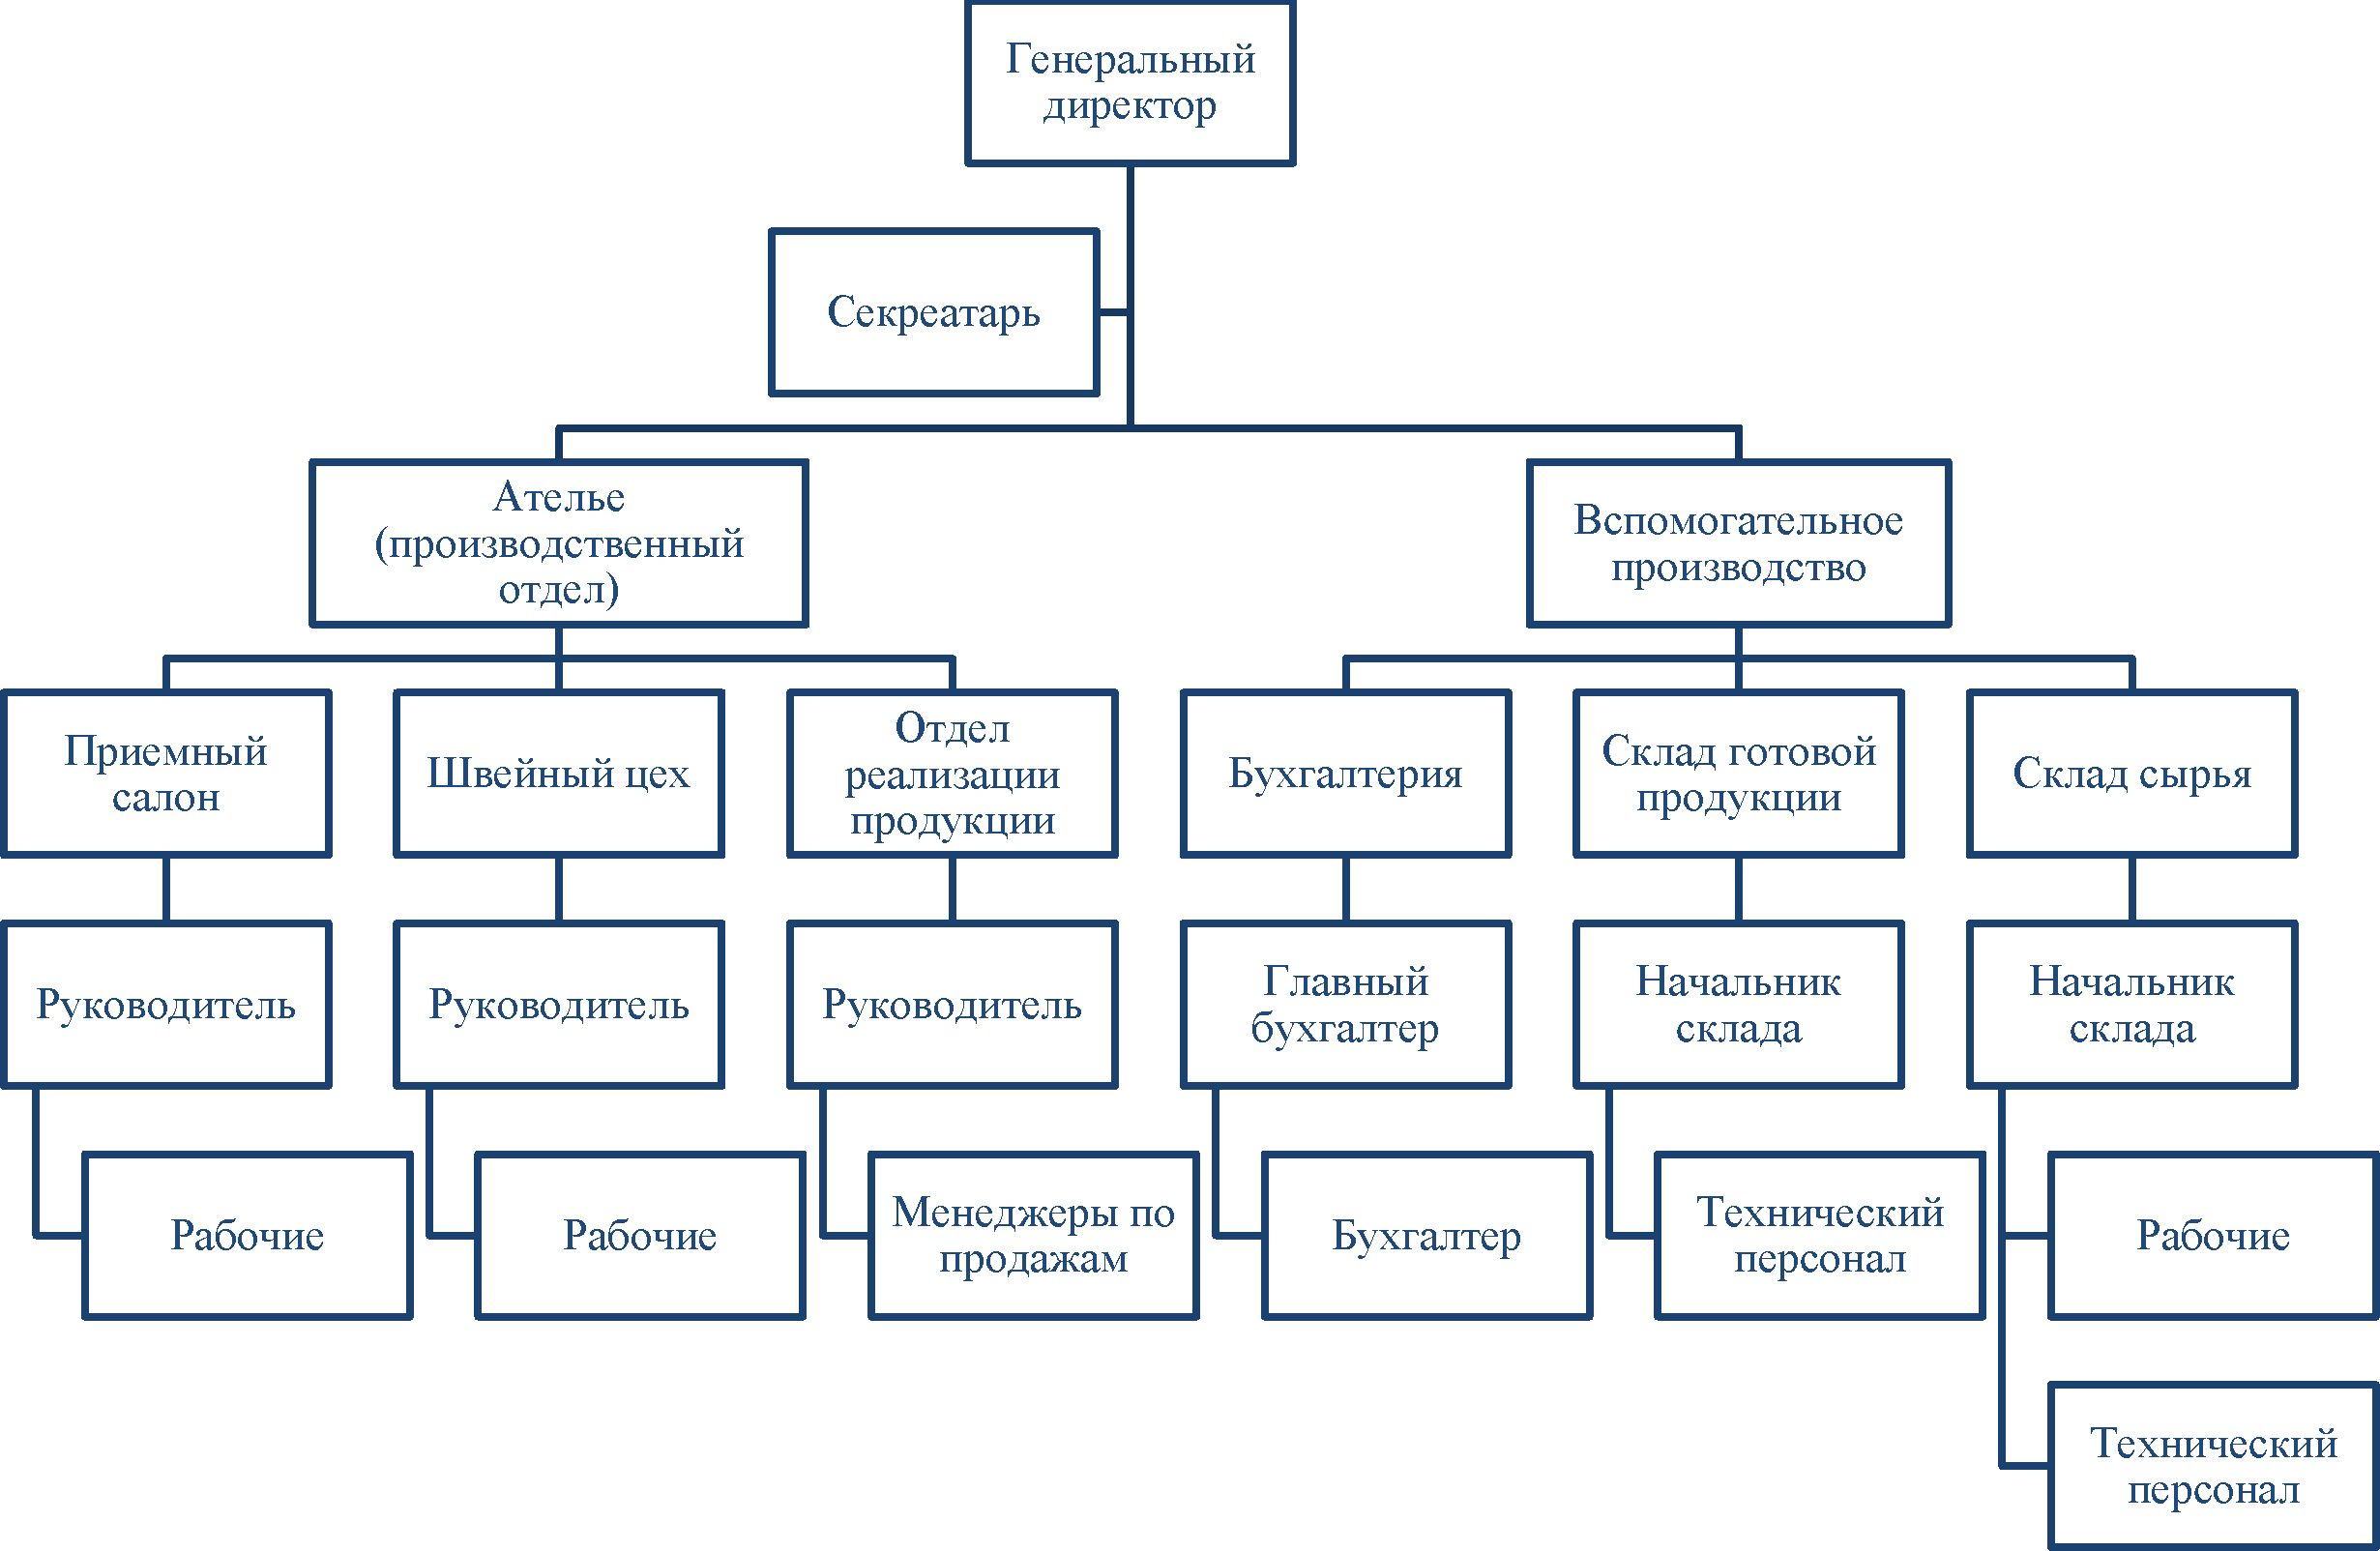 Генеральный
директор
Секреатарь
Ателье
(производственный
отдел)
Вспомогательное
производство
Приемный
салон
Швейный цех
Отдел
реализации
продукции
Бухгалтерия
Склад готовой
продукции
Склад сырья
Руководитель
Руководитель
Руководитель
Главный
бухгалтер
Начальник
склада
Начальник
склада
Рабочие
Рабочие
Менеджеры по
продажам
Бухгалтер
Технический
персонал
Рабочие
Технический
персонал